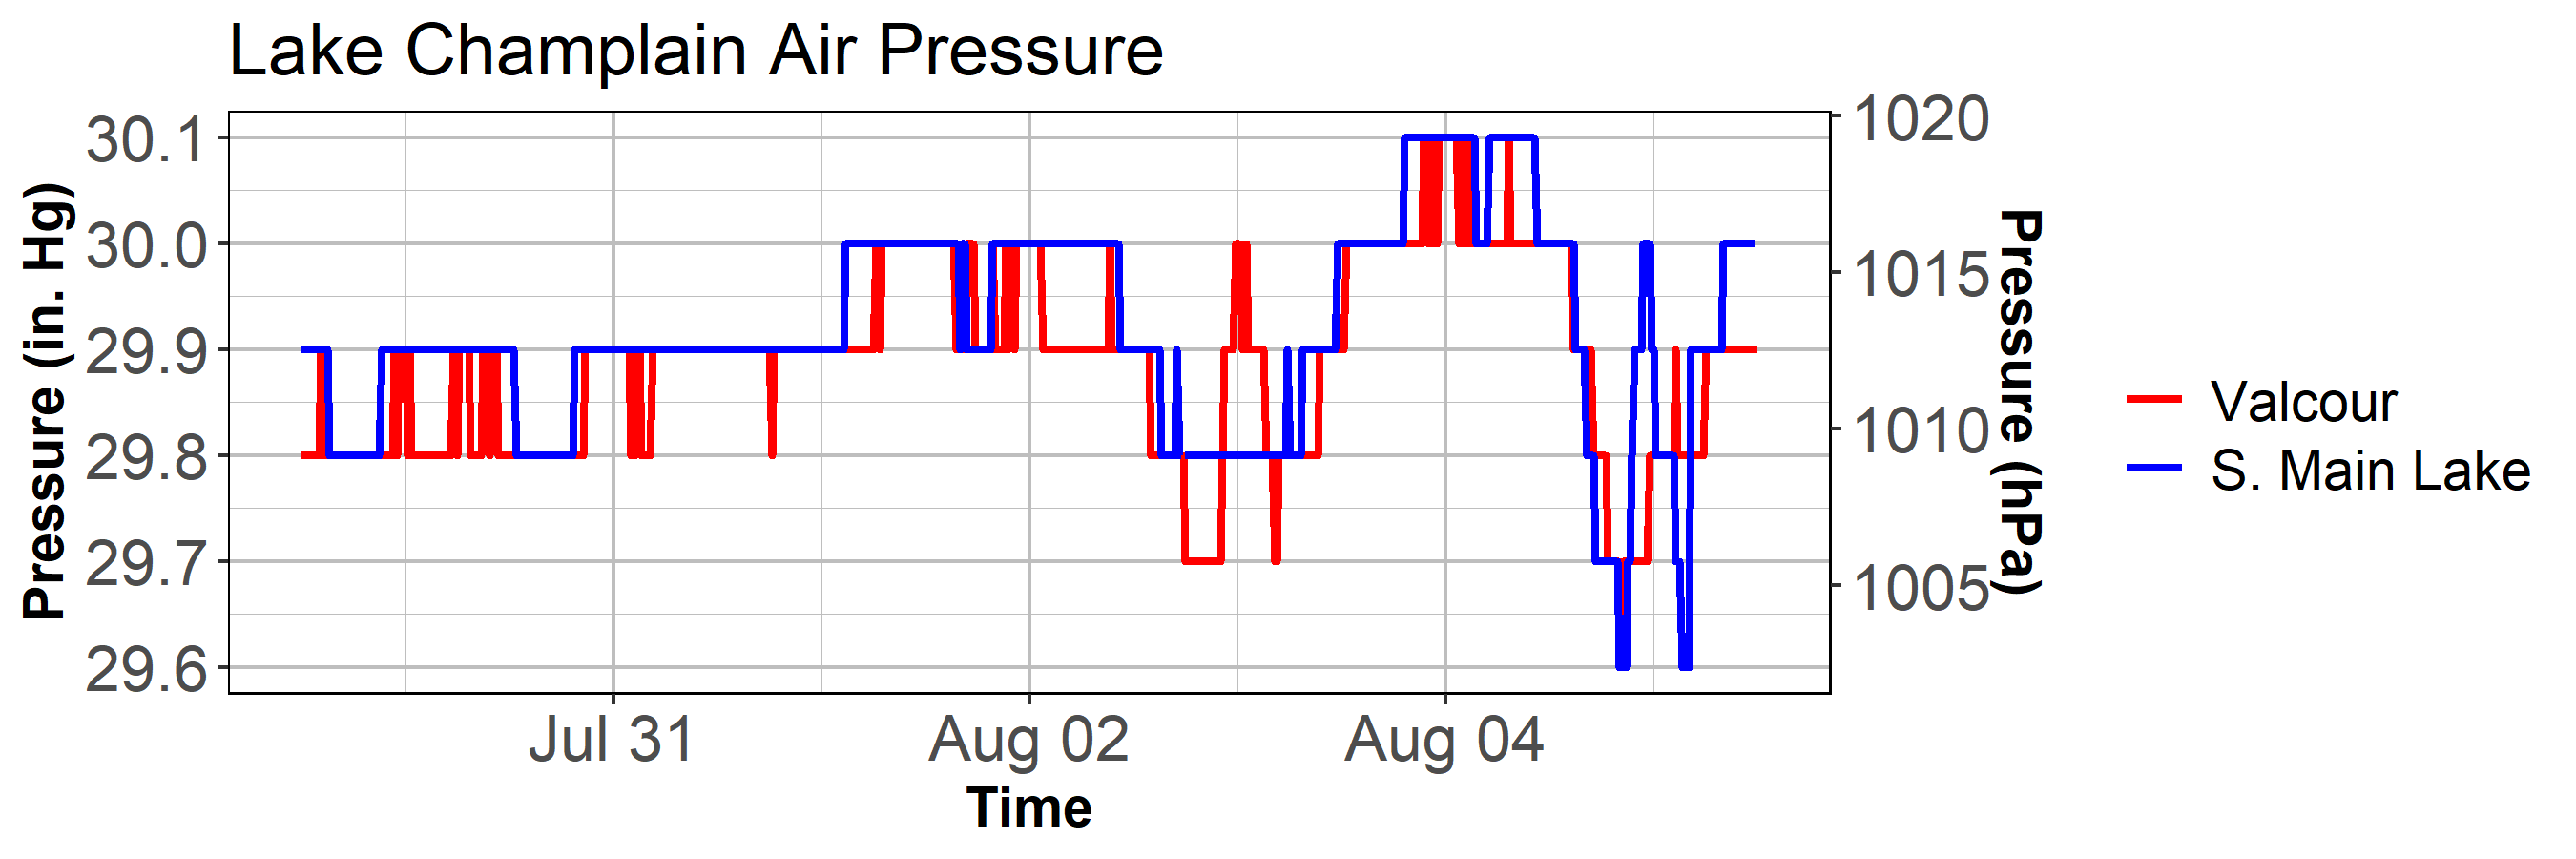 Lake Champlain Air Pressure
Pressure (in. Hg)
30.1
30.0
29.9
29.8
29.7
29.6
1020
1015
1010
1005
Pressure (hPa)
Jul 31
Aug 02
Aug 04
Time
Valcour
S. Main Lake